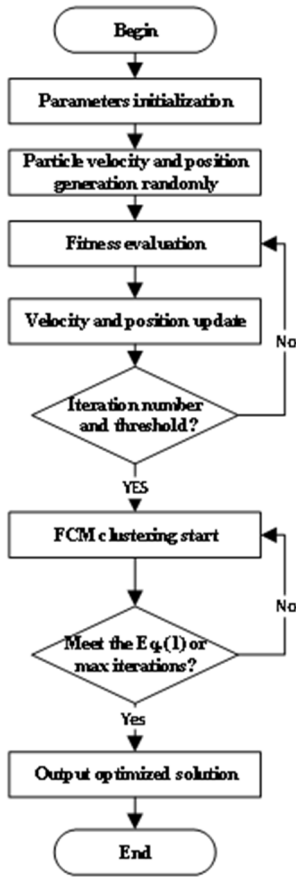 Begin
Parameters initialization
Particle velocity and position
generation randomly
Fitness evaluation
Velocity and position update
No
Iteration number
and threshold?
YES
FCM clustering start
No
Meet the Eq.(1) or
max iterations?
Yes
Output optimized solution
End